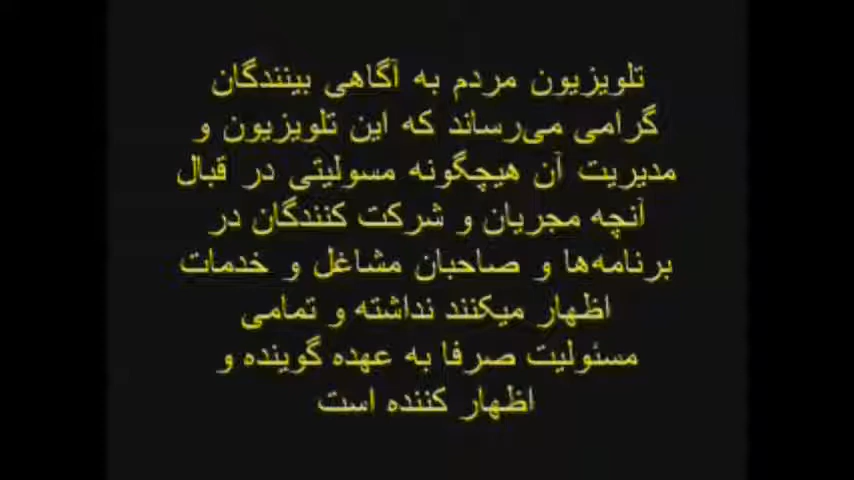 تلویزیون مردم به آگاهی بینندگان
گرامی می‌رساند که این تلویزیون و
مدیریت آن هیچگونه مسولیتی در قبال
آنچه مجریان و شرکت کنندگان در
برنامه‌ها و صاحبان مشاغل و خدمات
اظهار میکنند نداشته و تمامی
مسئولیت صرفا به عهده گوینده و
اظهار کننده است